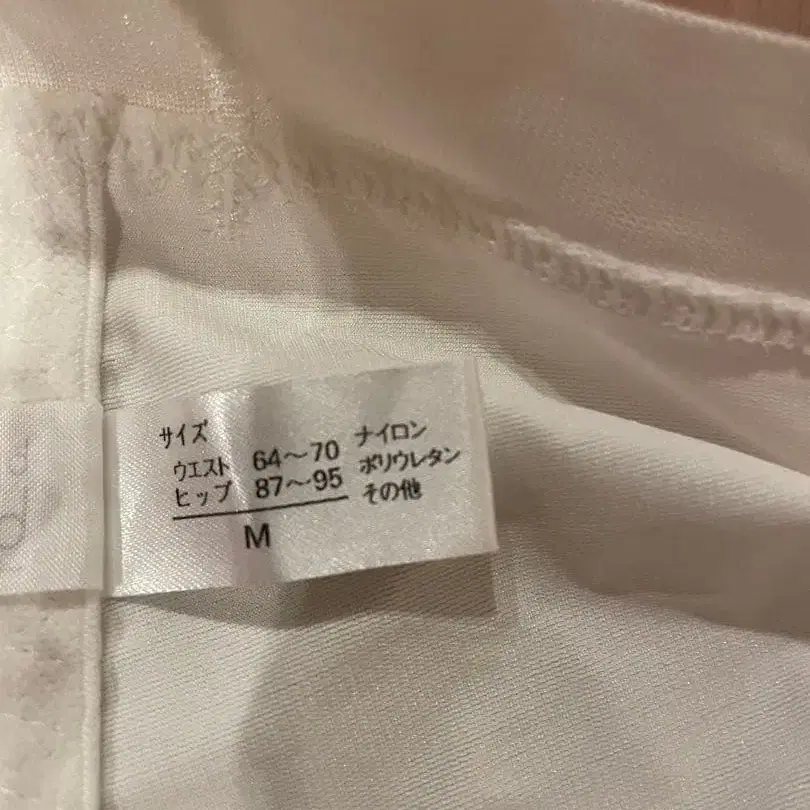 サイズ
ウエスト 64～70
ヒップ 87～95
M
ナイロン
ポリウレタン
その他